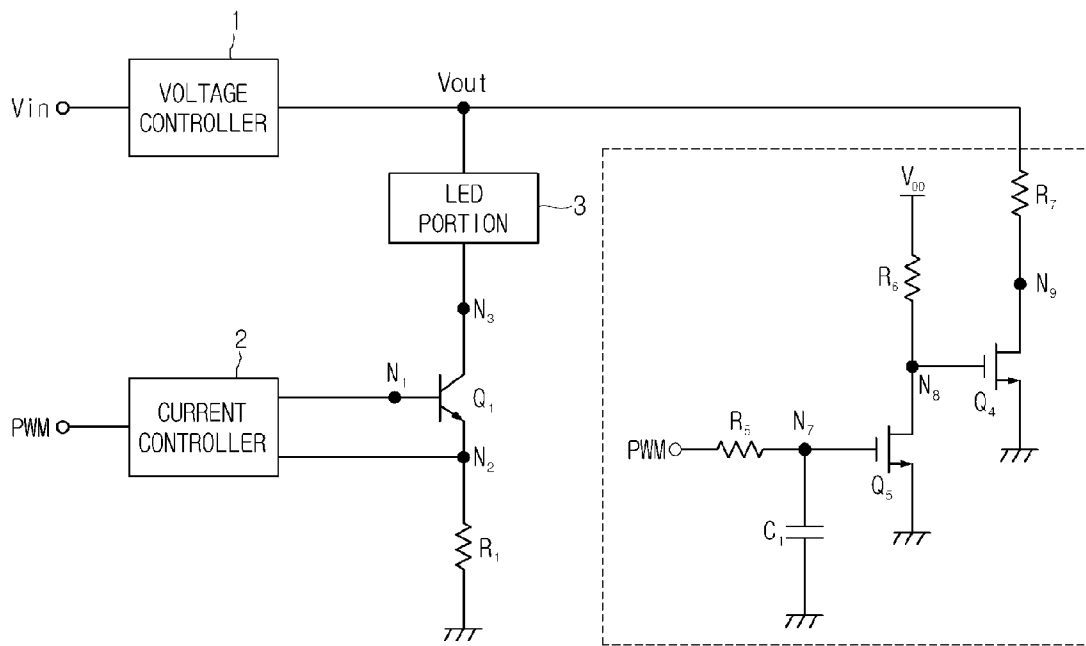 1
Vin
VOLTAGE
CONTROLLER
Vout
LED
PORTION
3
V_DD
R₇
R₆
N₉
N₃
2
N₁
Q₁
N₈
Q₄
PWM
CURRENT
CONTROLLER
N₂
PWM
R₅
N₇
Q₅
C₁
R₁